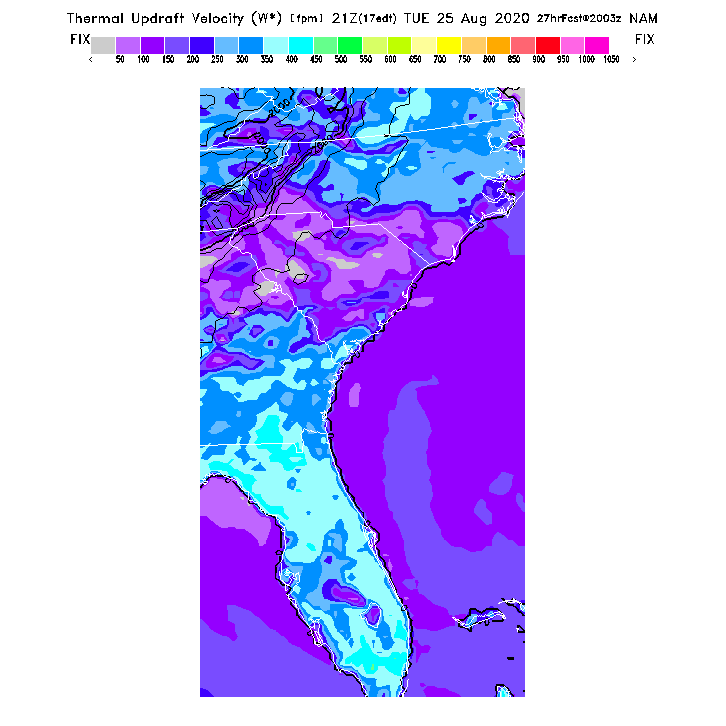 Thermal Updraft Velocity (W*) [fpm] 21Z(17edt) TUE 25 Aug 2020 27hrFcst@2003z NAM
FIX FIX
< 50 100 150 200 250 300 350 400 450 500 550 600 650 700 750 800 850 900 950 1000 1050 >